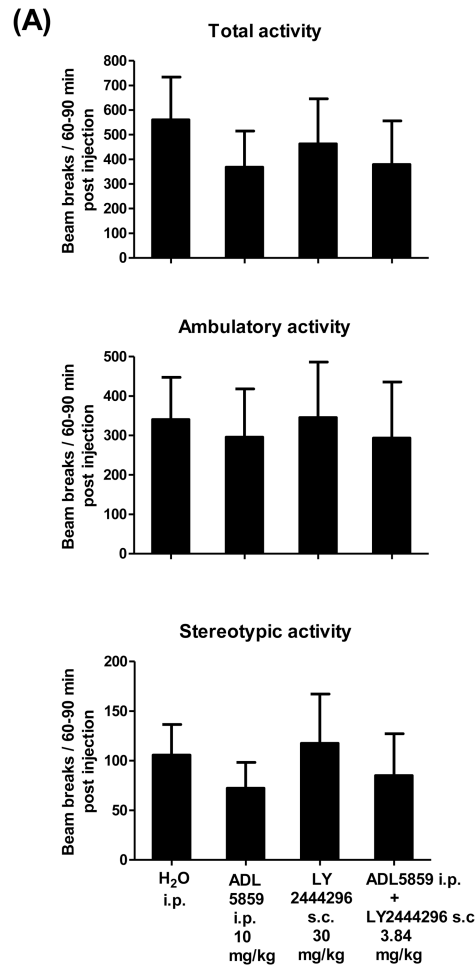 (A)
Total activity
Beam breaks / 60-90 min
post injection
800
700
600
500
400
300
200
100
0
Ambulatory activity
Beam breaks / 60-90 min
post injection
500
400
300
200
100
0
Stereotypic activity
Beam breaks / 60-90 min
post injection
200
150
100
50
0
H₂O
i.p.
ADL
5859
i.p.
10
mg/kg
LY
2444296
s.c.
30
mg/kg
ADL5859 i.p.
+
LY2444296 s.c
3.84
mg/kg